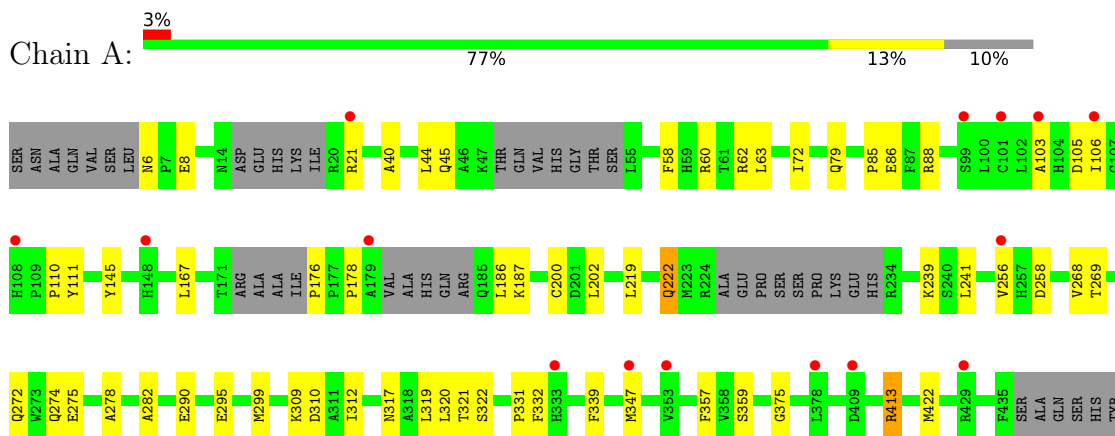 3%
Chain A:
77% 13% 10%
SER ASN ALA GLN VAL SER LEU N6 P7 E8 N14 ASP GLU HIS LYS ILE R20 R21 A40 L44 Q45 A46 K47 THR GLN VAL HIS GLY THR SER L55 F58 H59 R60 T61 R62 L63 I72 Q79 P85 E86 F87 R88 S99 L100 C101 L102 A103 H104 D105 I106
H108 P109 P110 Y111 Y145 H148 L167 T171 ARG ALA ALA ILE P176 P177 P178 A179 VAL ALA HIS GLN ARG Q185 L186 K187 C200 D201 L202 L219 Q222 M223 R224 ALA GLU PRO SER SER PRO LYS GLU HIS R234 K239 S240 L241 V256 H257 D258 V268 T269
Q272 W273 Q274 E275 A278 A282 E290 E295 M299 K309 D310 A311 I312 N317 A318 L319 L320 T321 S322 P331 F332 H333 F339 M347 V353 F357 V358 S359 G375 L378 D409 R413 M422 R429 F435 SER ALA GLN SER HIS